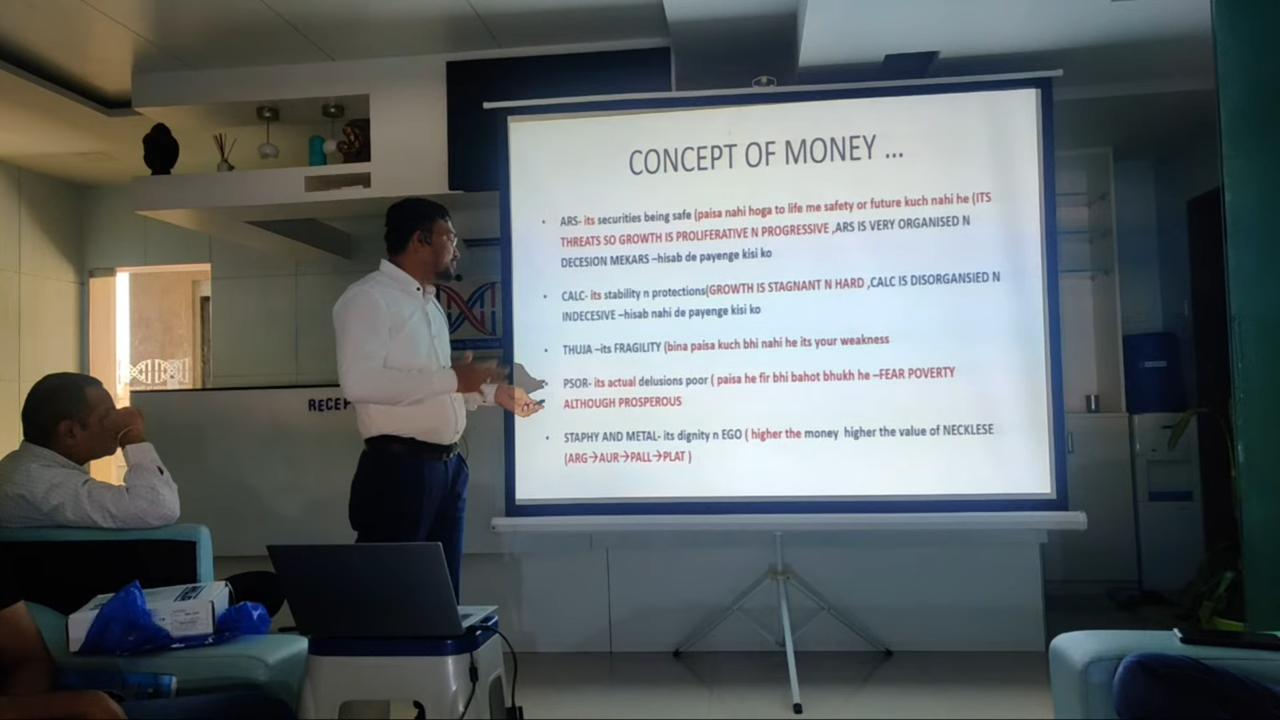 CONCEPT OF MONEY ...
• ARS- its securities being safe (paisa nahi hoga to life me safety or future kuch nahi he (ITS
THREATS SO GROWTH IS PROLIFERATIVE N PROGRESSIVE ,ARS IS VERY ORGANISED N
DECESION MEKARS –hisab de payenge kisi ko
• CALC- its stability n protections(GROWTH IS STAGNANT N HARD ,CALC IS DISORGANSIED N
INDECESIVE –hisab nahi de payenge kisi ko
• THUJA –its FRAGILITY (bina paisa kuch bhi nahi he its your weakness
• PSOR- its actual delusions poor ( paisa he fir bhi bahot bhukh he –FEAR POVERTY
ALTHOUGH PROSPEROUS
• STAPHY AND METAL- its dignity n EGO ( higher the money higher the value of NECKLESE
(ARG→AUR→PALL→PLAT )
RECEP